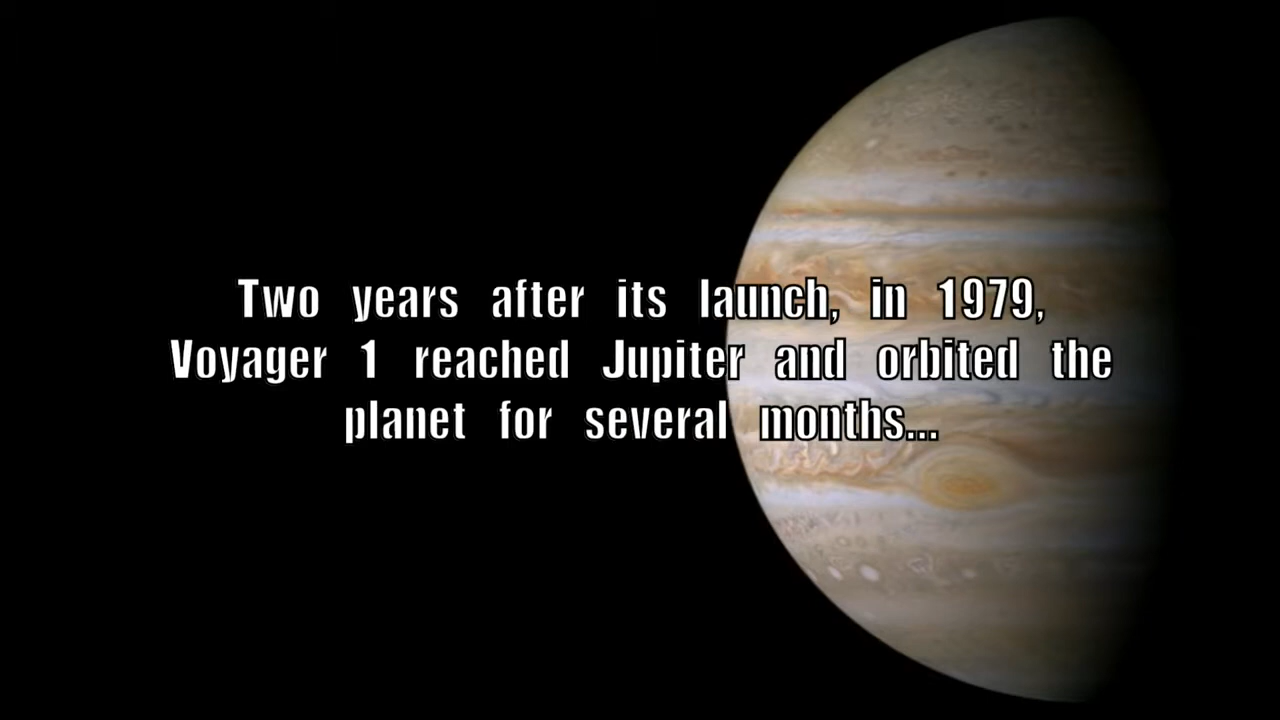 Two years after its launch, in 1979,
Voyager 1 reached Jupiter and orbited the
planet for several months...